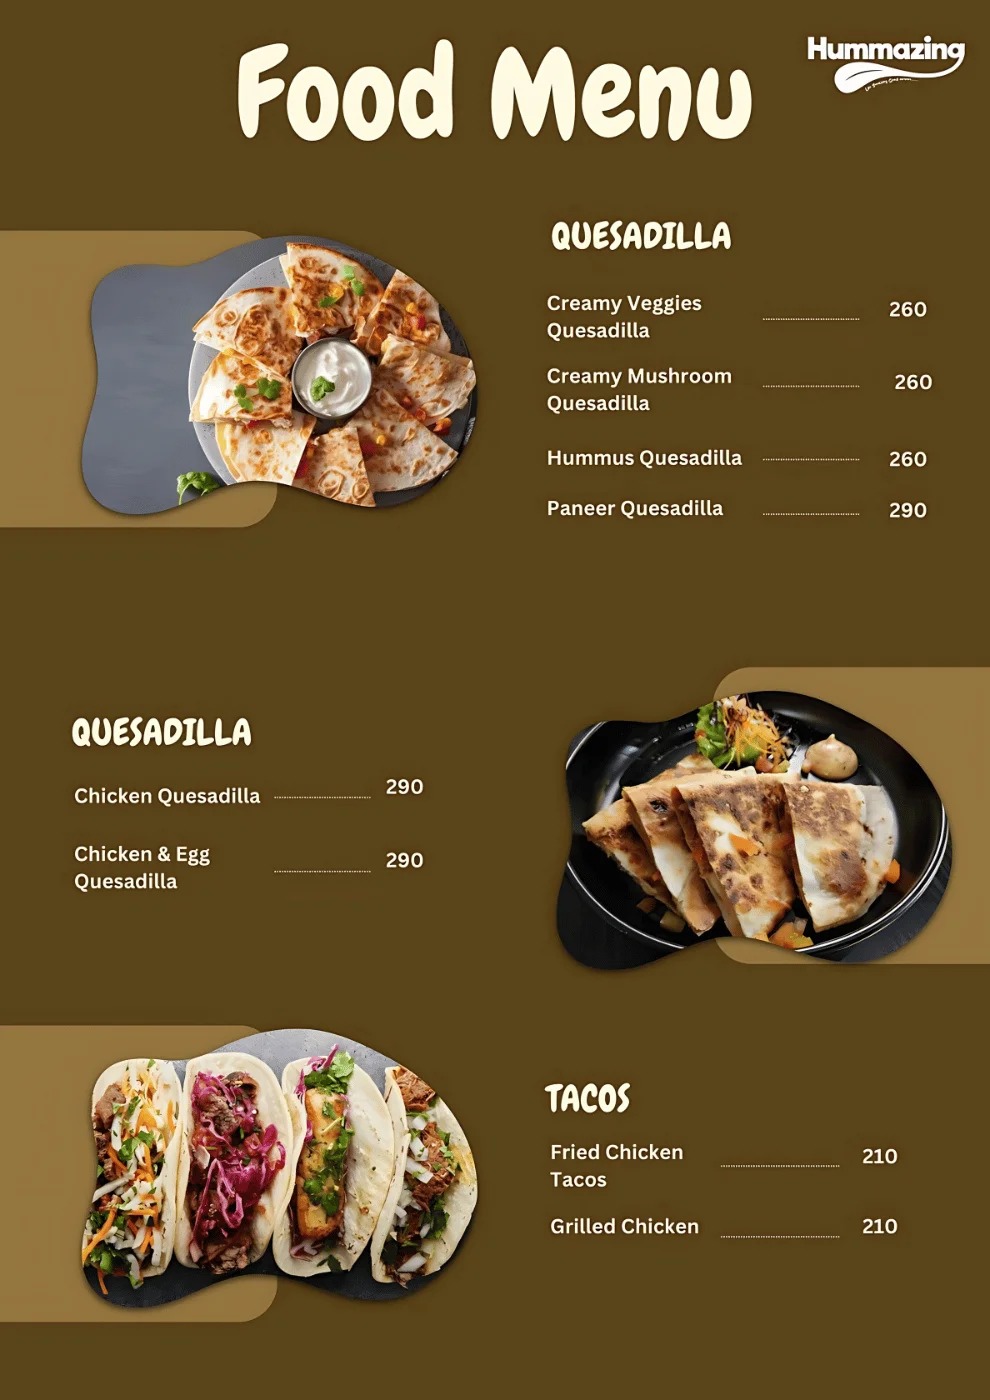 Food Menu
Hummazing
QUESADILLA
Creamy Veggies
Quesadilla ........ 260
Creamy Mushroom
Quesadilla ........ 260
Hummus Quesadilla ........ 260
Paneer Quesadilla ........ 290
QUESADILLA
Chicken Quesadilla ........ 290
Chicken & Egg
Quesadilla ........ 290
TACOS
Fried Chicken
Tacos ........ 210
Grilled Chicken ........ 210